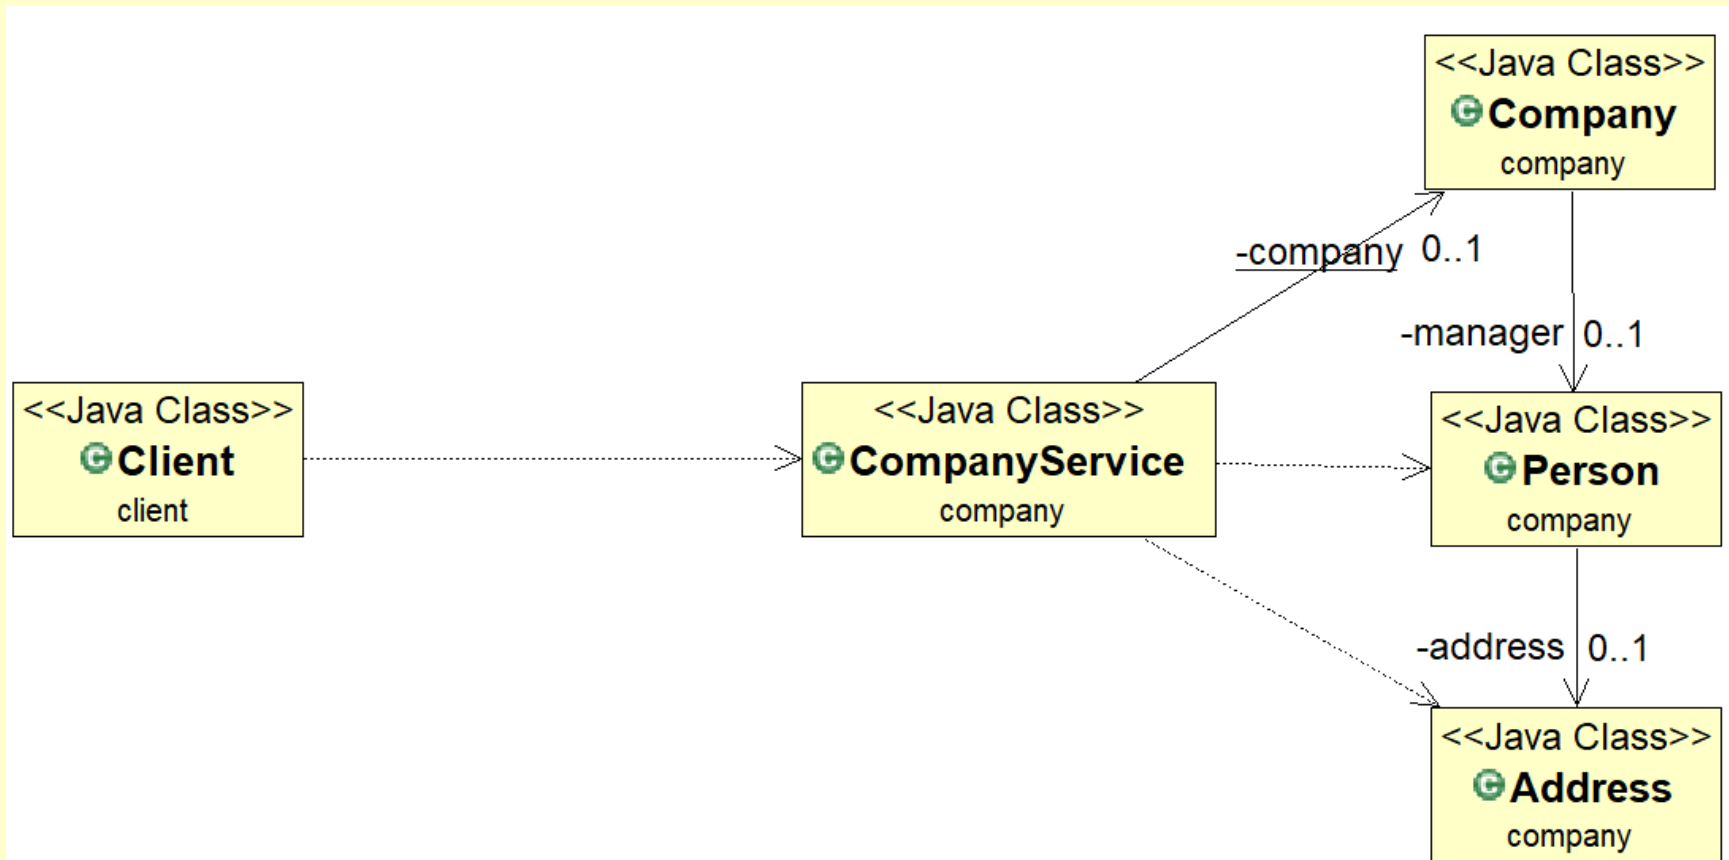 <<Java Class>>
Company
company
-company 0..1
-manager 0..1
<<Java Class>>
Client
client
<<Java Class>>
CompanyService
company
<<Java Class>>
Person
company
-address 0..1
<<Java Class>>
Address
company